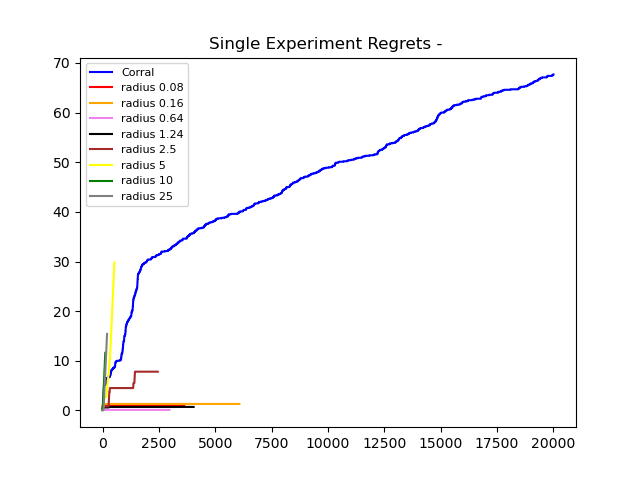 Single Experiment Regrets -
70
60
50
40
30
20
10
0
Corral
radius 0.08
radius 0.16
radius 0.64
radius 1.24
radius 2.5
radius 5
radius 10
radius 25
0 2500 5000 7500 10000 12500 15000 17500 20000